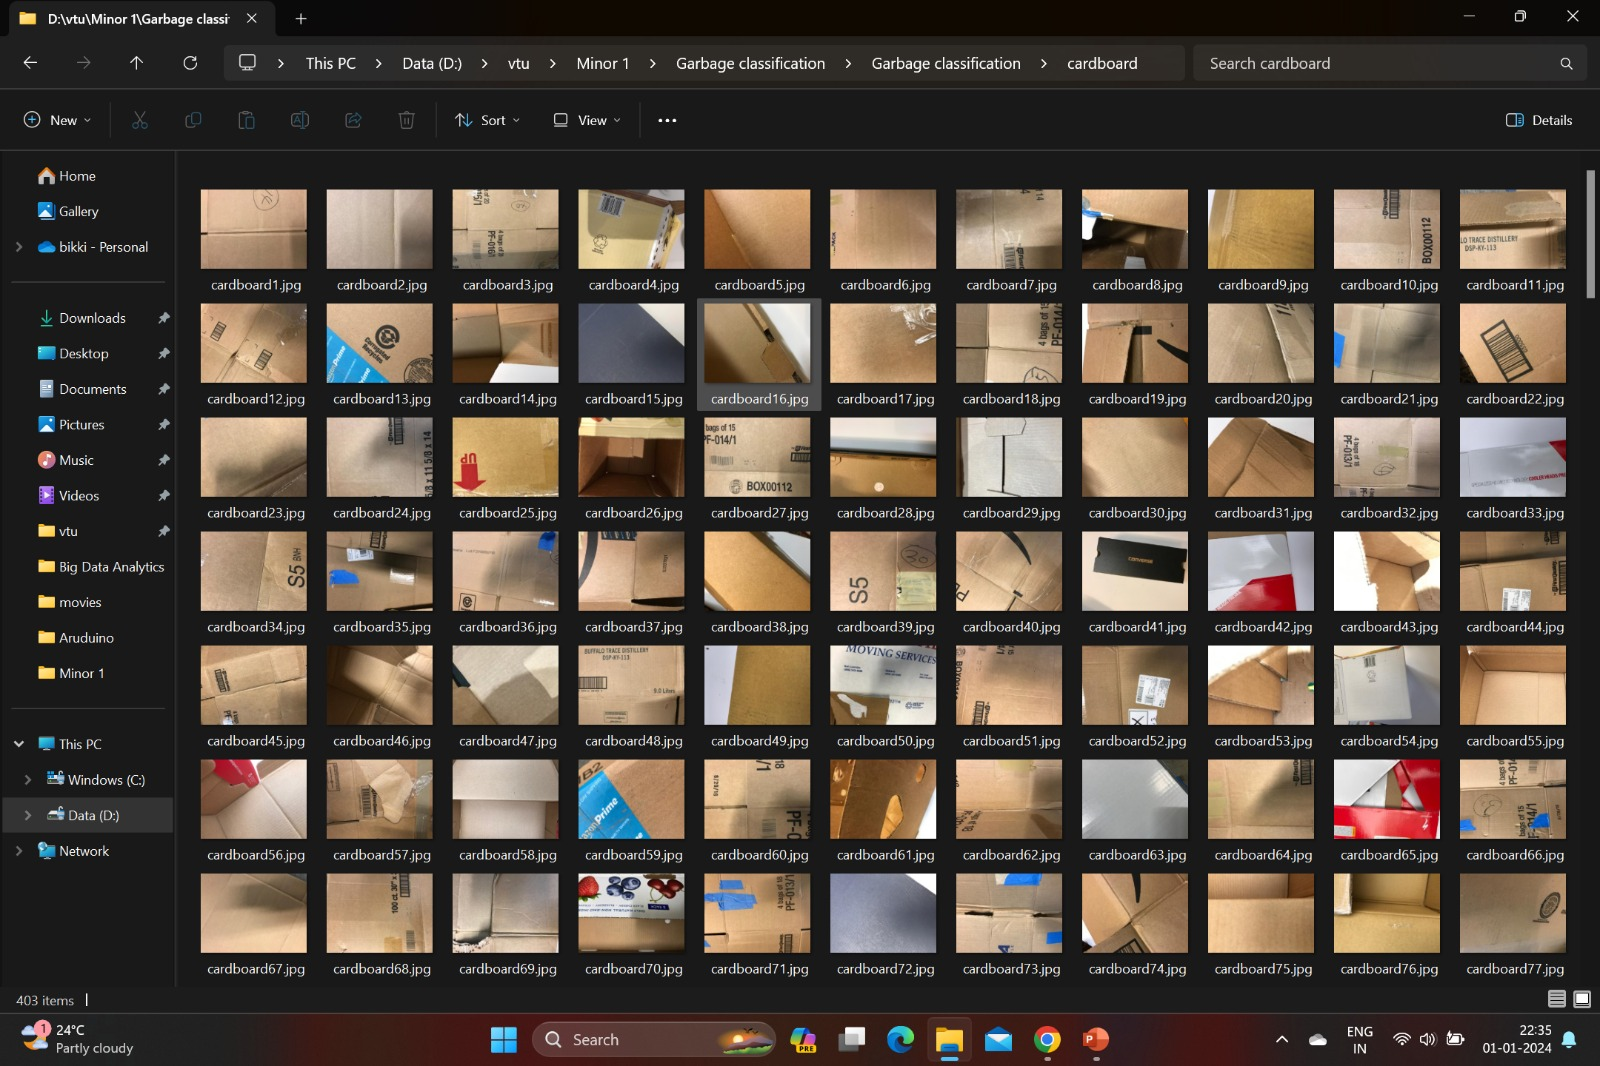 D:\vtu\Minor 1\Garbage classi
This PC > Data (D:) > vtu > Minor 1 > Garbage classification > Garbage classification > cardboard
Search cardboard
New
Sort
View
Details
Home
Gallery
bikki - Personal
Downloads
Desktop
Documents
Pictures
Music
Videos
vtu
Big Data Analytics
movies
Aruduino
Minor 1
This PC
Windows (C:)
Data (D:)
Network
cardboard1.jpg cardboard2.jpg cardboard3.jpg cardboard4.jpg cardboard5.jpg cardboard6.jpg cardboard7.jpg cardboard8.jpg cardboard9.jpg cardboard10.jpg cardboard11.jpg
cardboard12.jpg cardboard13.jpg cardboard14.jpg cardboard15.jpg cardboard16.jpg cardboard17.jpg cardboard18.jpg cardboard19.jpg cardboard20.jpg cardboard21.jpg cardboard22.jpg
cardboard23.jpg cardboard24.jpg cardboard25.jpg cardboard26.jpg cardboard27.jpg cardboard28.jpg cardboard29.jpg cardboard30.jpg cardboard31.jpg cardboard32.jpg cardboard33.jpg
cardboard34.jpg cardboard35.jpg cardboard36.jpg cardboard37.jpg cardboard38.jpg cardboard39.jpg cardboard40.jpg cardboard41.jpg cardboard42.jpg cardboard43.jpg cardboard44.jpg
cardboard45.jpg cardboard46.jpg cardboard47.jpg cardboard48.jpg cardboard49.jpg cardboard50.jpg cardboard51.jpg cardboard52.jpg cardboard53.jpg cardboard54.jpg cardboard55.jpg
cardboard56.jpg cardboard57.jpg cardboard58.jpg cardboard59.jpg cardboard60.jpg cardboard61.jpg cardboard62.jpg cardboard63.jpg cardboard64.jpg cardboard65.jpg cardboard66.jpg
cardboard67.jpg cardboard68.jpg cardboard69.jpg cardboard70.jpg cardboard71.jpg cardboard72.jpg cardboard73.jpg cardboard74.jpg cardboard75.jpg cardboard76.jpg cardboard77.jpg
403 items
1
24°C
Partly cloudy
Search
PRE
ENG
IN
22:35
01-01-2024